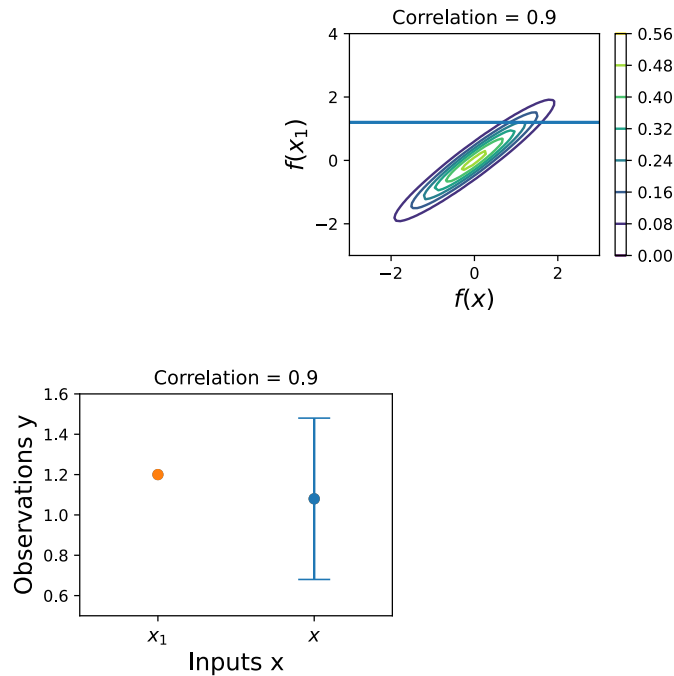 Correlation = 0.9
4
2
0
−2
f(x₁)
−2
0
2
f(x)
0.56
0.48
0.40
0.32
0.24
0.16
0.08
0.00
Correlation = 0.9
1.6
1.4
1.2
1.0
0.8
0.6
Observations y
x₁
x
Inputs x